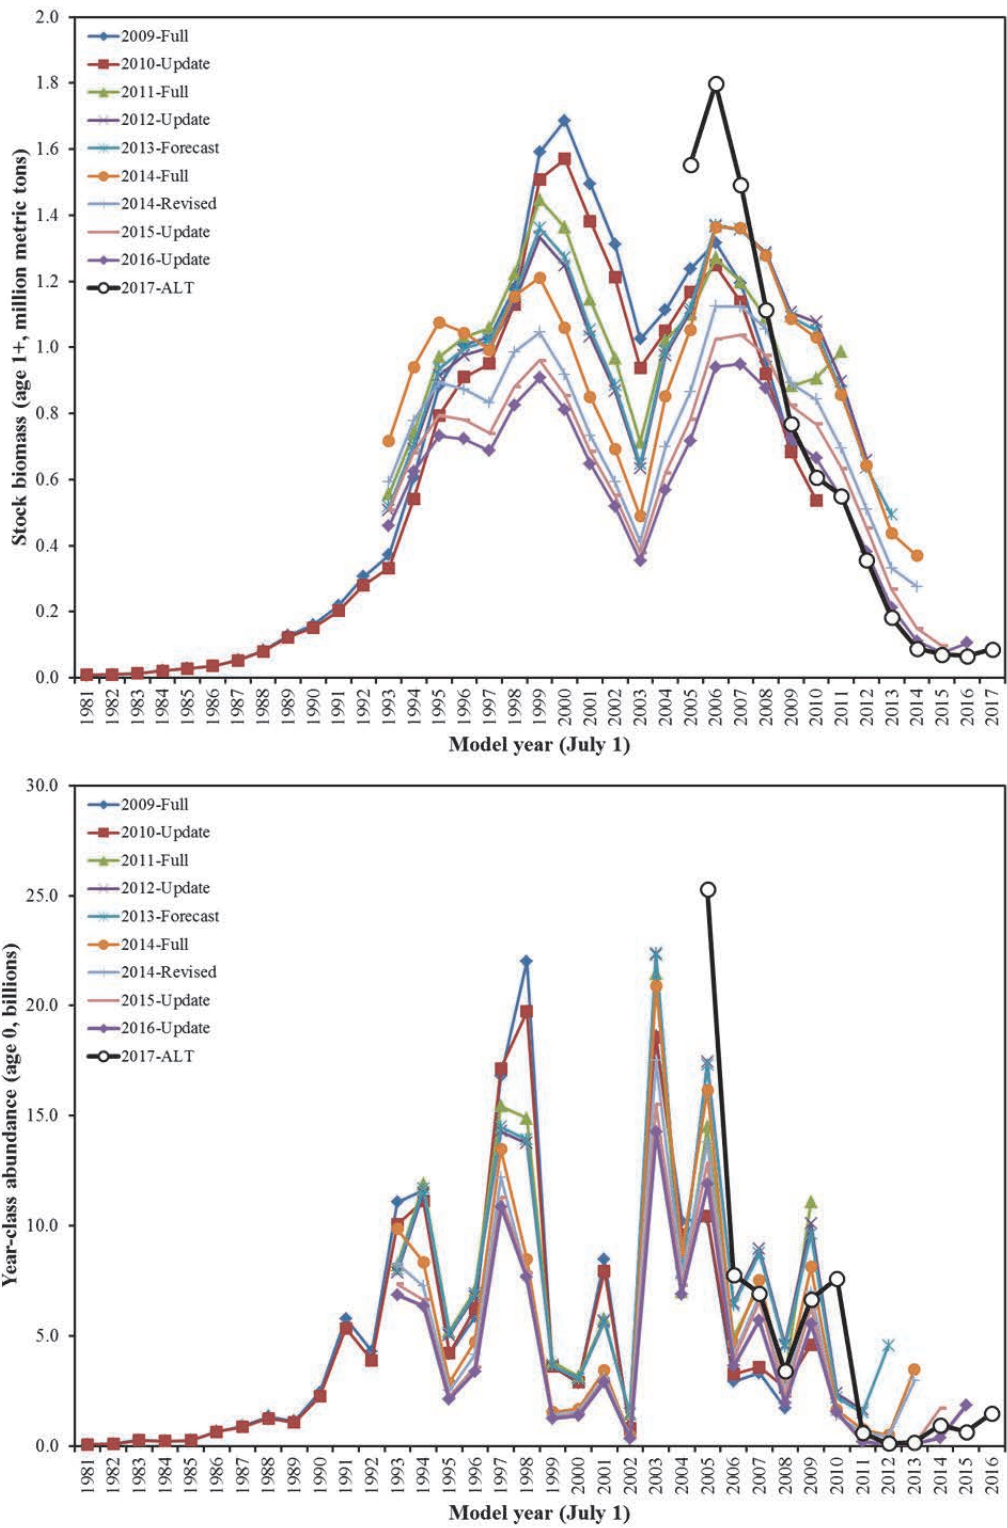 2.0
1.8
1.6
1.4
1.2
1.0
0.8
0.6
0.4
0.2
0.0
Stock biomass (age 1+, million metric tons)
2009-Full
2010-Update
2011-Full
2012-Update
2013-Forecast
2014-Full
2014-Revised
2015-Update
2016-Update
2017-ALT
1981 1982 1983 1984 1985 1986 1987 1988 1989 1990 1991 1992 1993 1994 1995 1996 1997 1998 1999 2000 2001 2002 2003 2004 2005 2006 2007 2008 2009 2010 2011 2012 2013 2014 2015 2016 2017
Model year (July 1)
30.0
25.0
20.0
15.0
10.0
5.0
0.0
Year-class abundance (age 0, billions)
2009-Full
2010-Update
2011-Full
2012-Update
2013-Forecast
2014-Full
2014-Revised
2015-Update
2016-Update
2017-ALT
1981 1982 1983 1984 1985 1986 1987 1988 1989 1990 1991 1992 1993 1994 1995 1996 1997 1998 1999 2000 2001 2002 2003 2004 2005 2006 2007 2008 2009 2010 2011 2012 2013 2014 2015 2016
Model year (July 1)